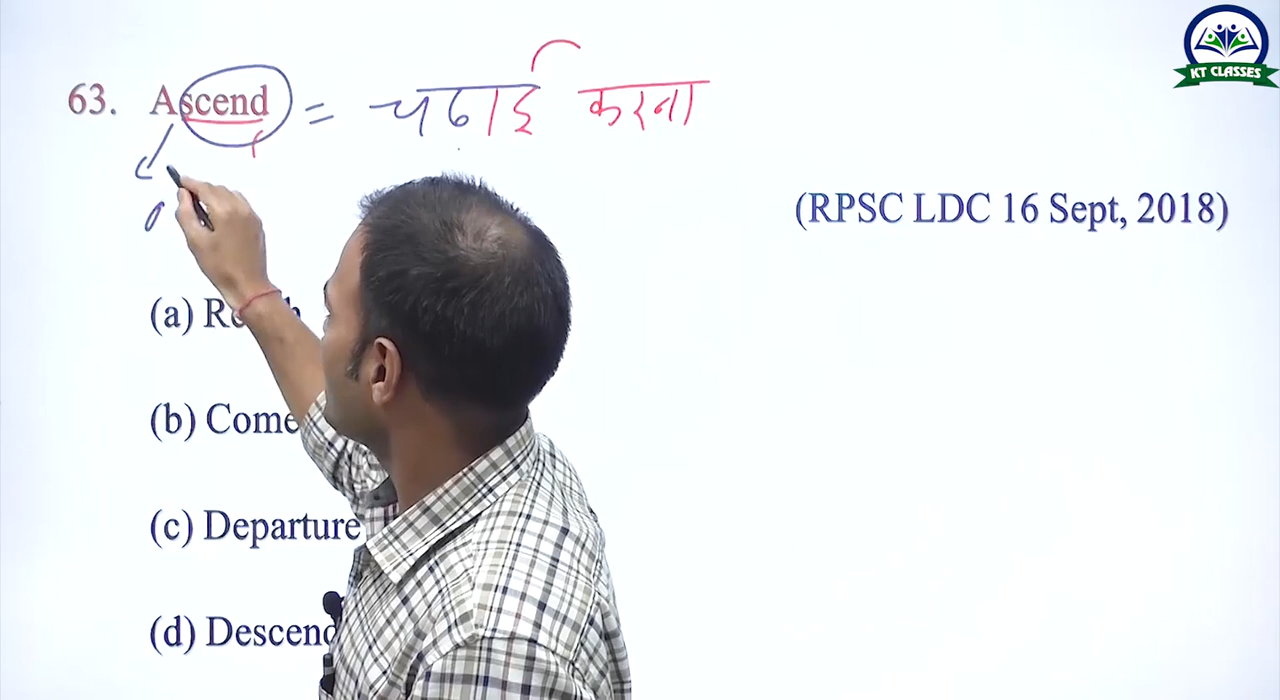 KT CLASSES
63. Ascend = चढाई करना
(RPSC LDC 16 Sept, 2018)
(a)
(b) Come
(c) Departure
(d) Descend